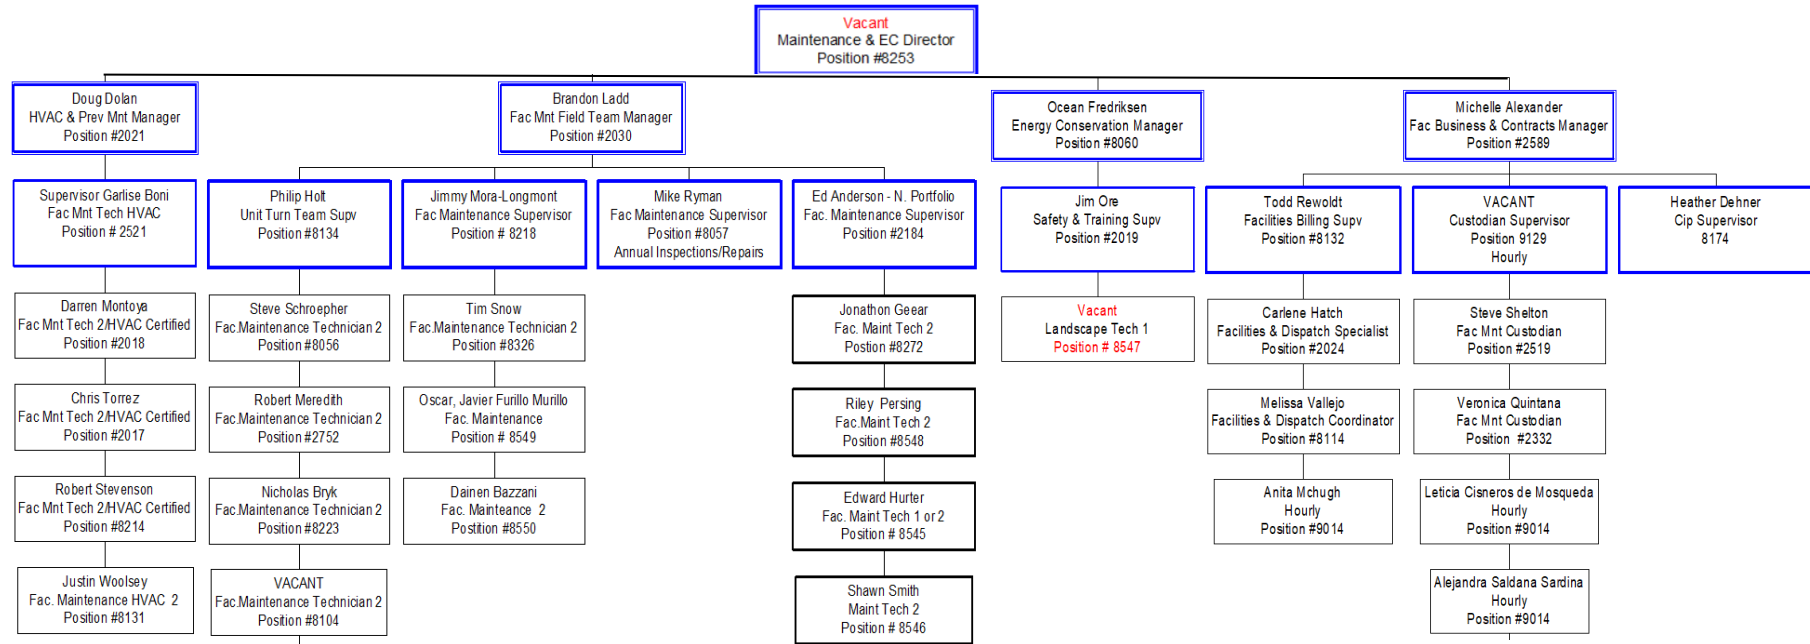 Vacant
Maintenance & EC Director
Position #8253
Doug Dolan
HVAC & Prev Mnt Manager
Position #2021
Brandon Ladd
Fac Mnt Field Team Manager
Position #2030
Ocean Fredriksen
Energy Conservation Manager
Position #8060
Michelle Alexander
Fac Business & Contracts Manager
Position #2589
Supervisor Garlise Boni
Fac Mnt Tech HVAC
Position # 2521
Philip Holt
Unit Turn Team Supv
Position #8134
Jimmy Mora-Longmont
Fac Maintenance Supervisor
Position # 8218
Mike Ryman
Fac Maintenance Supervisor
Position #8057
Annual Inspections/Repairs
Ed Anderson - N. Portfolio
Fac. Maintenance Supervisor
Position #2184
Jim Ore
Safety & Training Supv
Position #2019
Todd Rewoldt
Facilities Billing Supv
Position #8132
VACANT
Custodian Supervisor
Position 9129
Hourly
Heather Dehner
Cip Supervisor
8174
Darren Montoya
Fac Mnt Tech 2/HVAC Certified
Position #2018
Steve Schroepher
Fac.Maintenance Technician 2
Position #8056
Tim Snow
Fac.Maintenance Technician 2
Position #8326
Jonathon Geear
Fac. Maint Tech 2
Postion #8272
Vacant
Landscape Tech 1
Position # 8547
Carlene Hatch
Facilities & Dispatch Specialist
Position #2024
Steve Shelton
Fac Mnt Custodian
Position #2519
Chris Torrez
Fac Mnt Tech 2/HVAC Certified
Position #2017
Robert Meredith
Fac.Maintenance Technician 2
Position #2752
Oscar, Javier Furillo Murillo
Fac. Maintenance
Position # 8549
Riley Persing
Fac.Maint Tech 2
Position #8548
Melissa Vallejo
Facilities & Dispatch Coordinator
Position #8114
Veronica Quintana
Fac Mnt Custodian
Position #2332
Robert Stevenson
Fac Mnt Tech 2/HVAC Certified
Position #8214
Nicholas Bryk
Fac.Maintenance Technician 2
Position #8223
Dainen Bazzani
Fac. Mainteance 2
Postition #8550
Edward Hurter
Fac. Maint Tech 1 or 2
Position # 8545
Anita Mchugh
Hourly
Position #9014
Leticia Cisneros de Mosqueda
Hourly
Position #9014
Justin Woolsey
Fac. Maintenance HVAC 2
Position #8131
VACANT
Fac.Maintenance Technician 2
Position #8104
Shawn Smith
Maint Tech 2
Position # 8546
Alejandra Saldana Sardina
Hourly
Position #9014